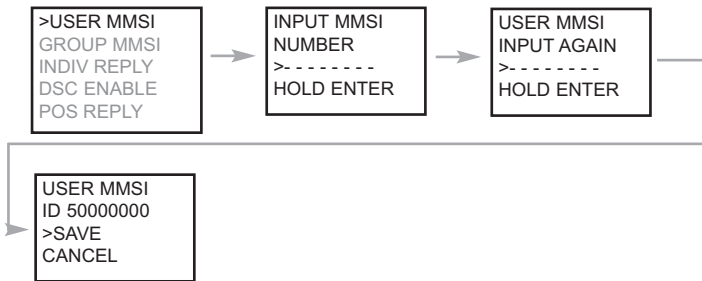 >USER MMSI
GROUP MMSI
INDIV REPLY
DSC ENABLE
POS REPLY
INPUT MMSI
NUMBER
>- - - - - - - -
HOLD ENTER
USER MMSI
INPUT AGAIN
>- - - - - - - -
HOLD ENTER
USER MMSI
ID 50000000
>SAVE
CANCEL